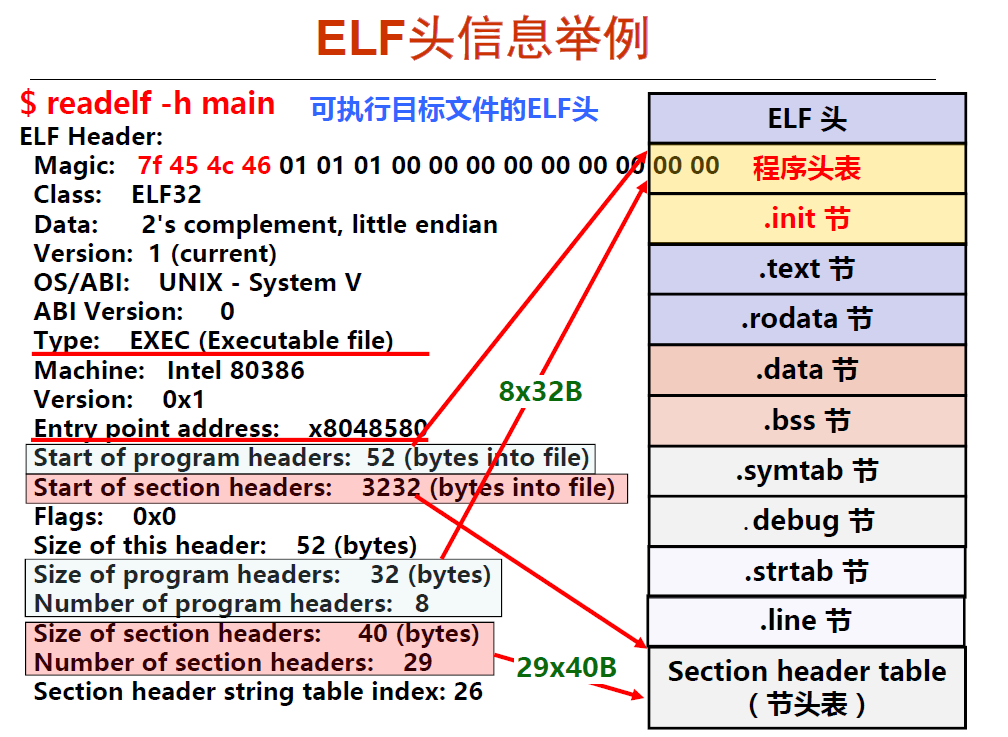 ELF头信息举例
$ readelf -h main
可执行目标文件的ELF头
ELF Header:
Magic: 7f 45 4c 46 01 01 01 00 00 00 00 00 00 00 00 00
Class: ELF32
Data: 2's complement, little endian
Version: 1 (current)
OS/ABI: UNIX - System V
ABI Version: 0
Type: EXEC (Executable file)
Machine: Intel 80386
Version: 0x1
Entry point address: x8048580
Start of program headers: 52 (bytes into file)
Start of section headers: 3232 (bytes into file)
Flags: 0x0
Size of this header: 52 (bytes)
Size of program headers: 32 (bytes)
Number of program headers: 8
Size of section headers: 40 (bytes)
Number of section headers: 29
Section header string table index: 26
8x32B
29x40B
ELF 头
程序头表
.init 节
.text 节
.rodata 节
.data 节
.bss 节
.symtab 节
.debug 节
.strtab 节
.line 节
Section header table
(节头表)